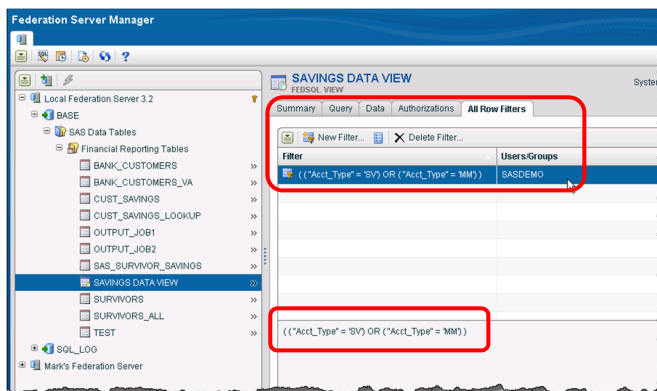 Federation Server Manager
?
SAVINGS DATA VIEW
FEDSQL VIEW
Local Federation Server 3.2
Summary Query Data Authorizations All Row Filters
BASE
SAS Data Tables
New Filter... Delete Filter...
Financial Reporting Tables
Filter Users/Groups
BANK_CUSTOMERS
( ( "Acct_Type" = 'SV') OR ( "Acct_Type" = 'MM') ) SASDEMO
BANK_CUSTOMERS_VA
CUST_SAVINGS
CUST_SAVINGS_LOOKUP
OUTPUT_JOB1
OUTPUT_JOB2
SAS_SURVIVOR_SAVINGS
SAVINGS DATA VIEW
SURVIVORS
SURVIVORS_ALL
TEST
( ( "Acct_Type" = 'SV') OR ( "Acct_Type" = 'MM') )
SQL_LOG
Mark's Federation Server